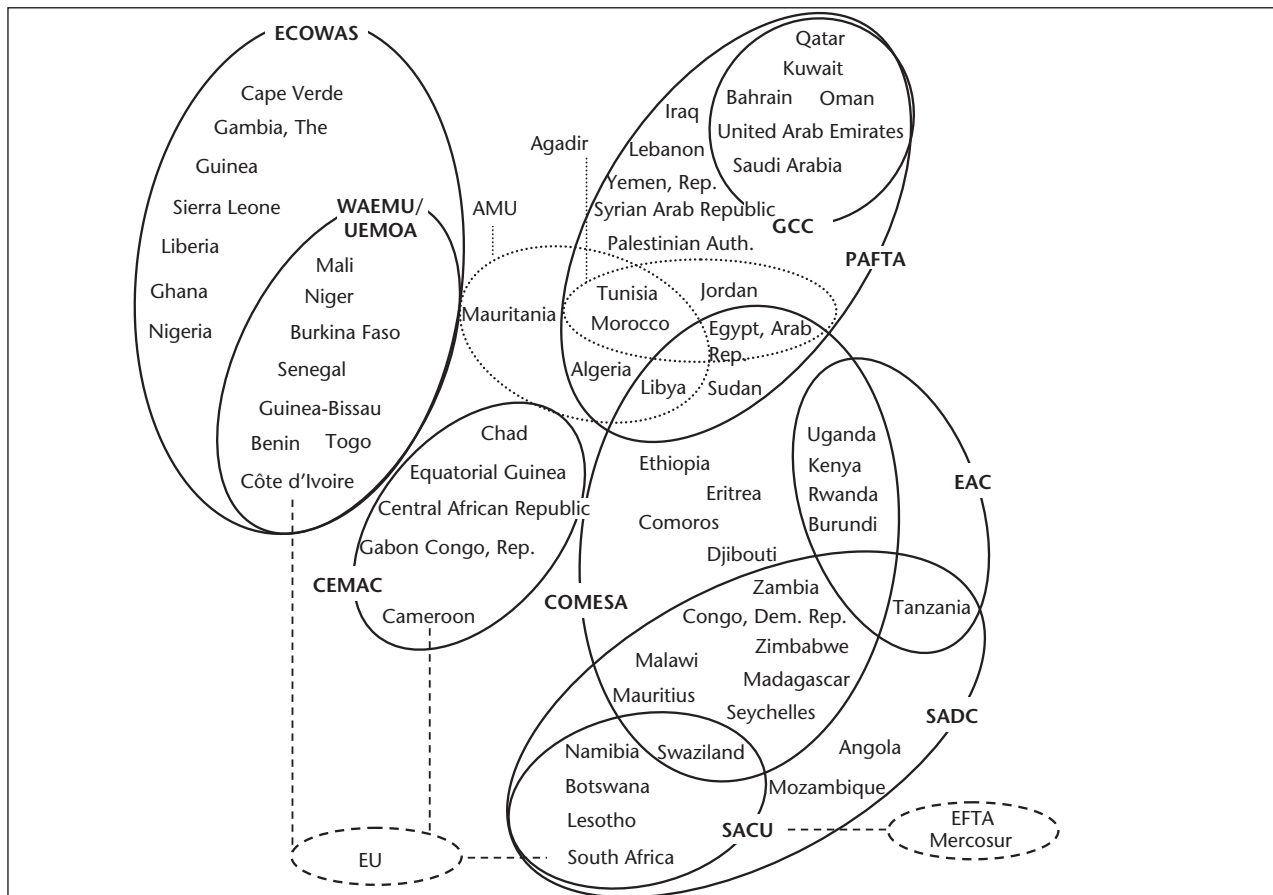 ECOWAS
Cape Verde
Gambia, The
Guinea
Sierra Leone
Liberia
Ghana
Nigeria
WAEMU/
UEMOA
Mali
Niger
Burkina Faso
Senegal
Guinea-Bissau
Benin Togo
Côte d’Ivoire
AMU
Agadir
Mauritania
Qatar
Kuwait
Bahrain Oman
United Arab Emirates
Saudi Arabia
GCC
Iraq
Lebanon
Yemen, Rep.
Syrian Arab Republic
Palestinian Auth.
PAFTA
Tunisia
Morocco
Jordan
Egypt, Arab
Rep.
Algeria
Libya
Sudan
Chad
Equatorial Guinea
Central African Republic
Gabon Congo, Rep.
CEMAC
Cameroon
COMESA
Ethiopia
Eritrea
Comoros
Djibouti
Uganda
Kenya
Rwanda
Burundi
EAC
Tanzania
Zambia
Congo, Dem. Rep.
Zimbabwe
Malawi
Madagascar
Mauritius
Seychelles
SADC
Angola
Mozambique
Namibia
Swaziland
Botswana
Lesotho
South Africa
SACU
EU
EFTA
Mercosur